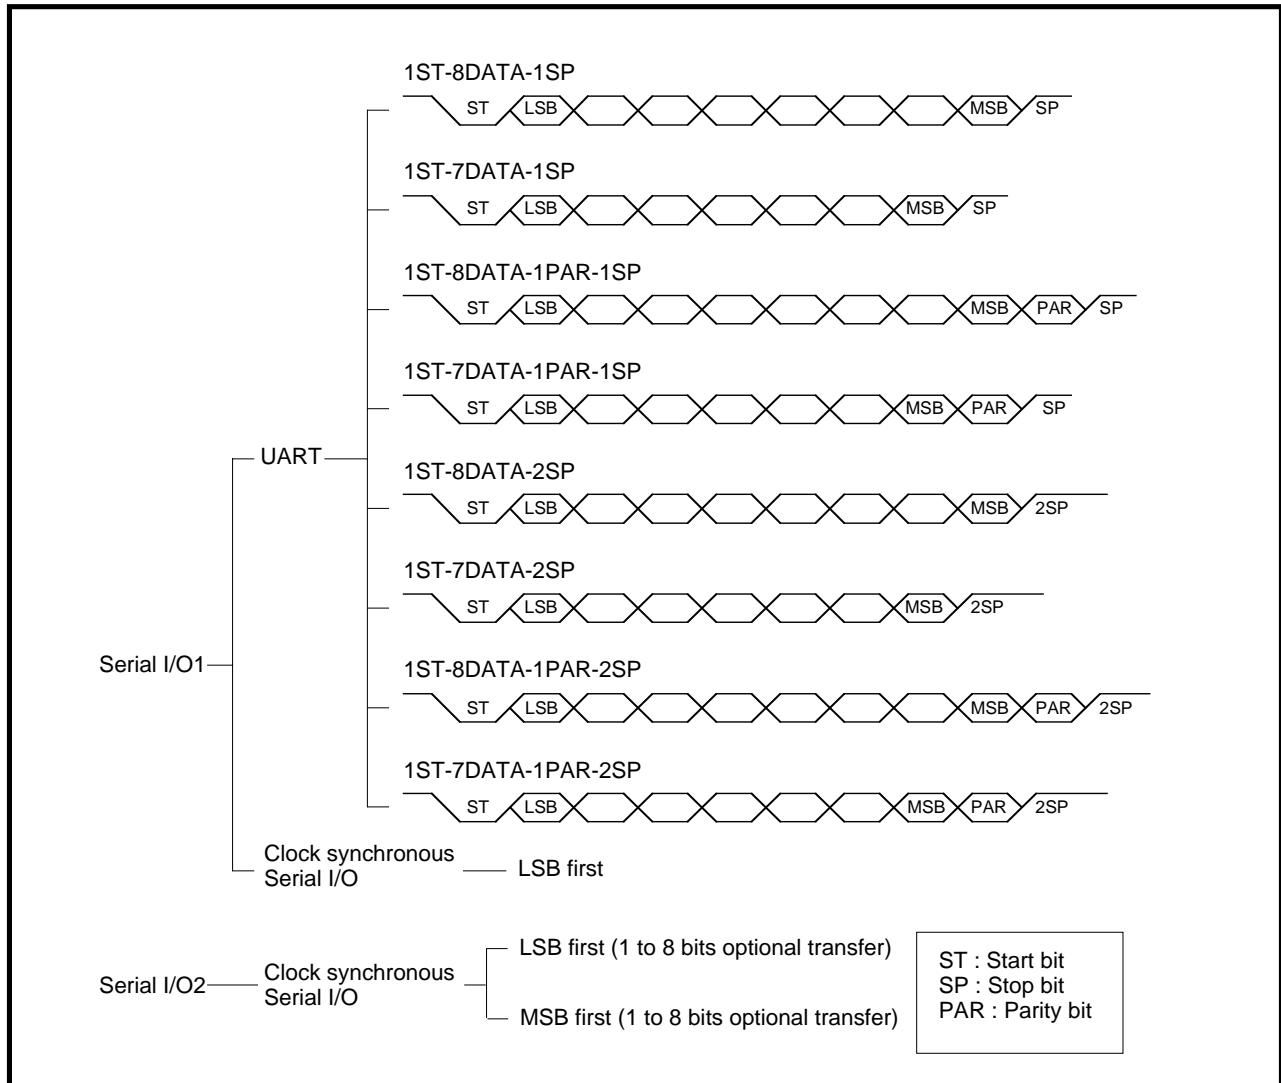 1ST-8DATA-1SP
ST LSB MSB SP
1ST-7DATA-1SP
ST LSB MSB SP
1ST-8DATA-1PAR-1SP
ST LSB MSB PAR SP
1ST-7DATA-1PAR-1SP
ST LSB MSB PAR SP
UART
1ST-8DATA-2SP
ST LSB MSB 2SP
1ST-7DATA-2SP
ST LSB MSB 2SP
Serial I/O1
1ST-8DATA-1PAR-2SP
ST LSB MSB PAR 2SP
1ST-7DATA-1PAR-2SP
ST LSB MSB PAR 2SP
Clock synchronous
Serial I/O
LSB first
Serial I/O2
Clock synchronous
Serial I/O
LSB first (1 to 8 bits optional transfer)
MSB first (1 to 8 bits optional transfer)
ST : Start bit
SP : Stop bit
PAR : Parity bit